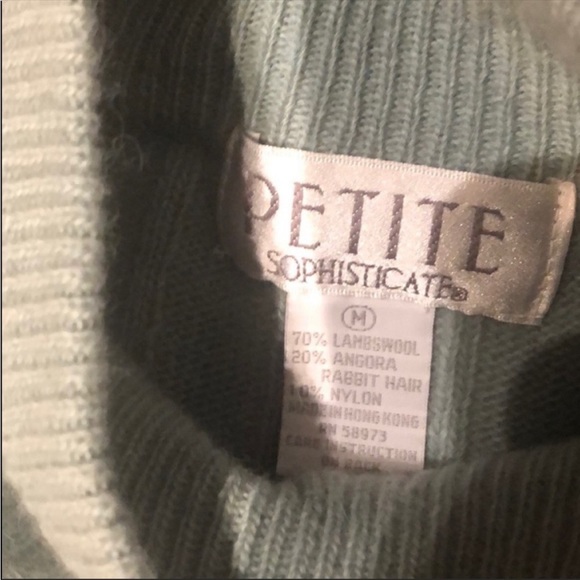 PETITE
SOPHISTICATE®
M
70% LAMBSWOOL
20% ANGORA
RABBIT HAIR
10% NYLON
MADE IN HONG KONG
RN 58973
CARE INSTRUCTION
ON BACK